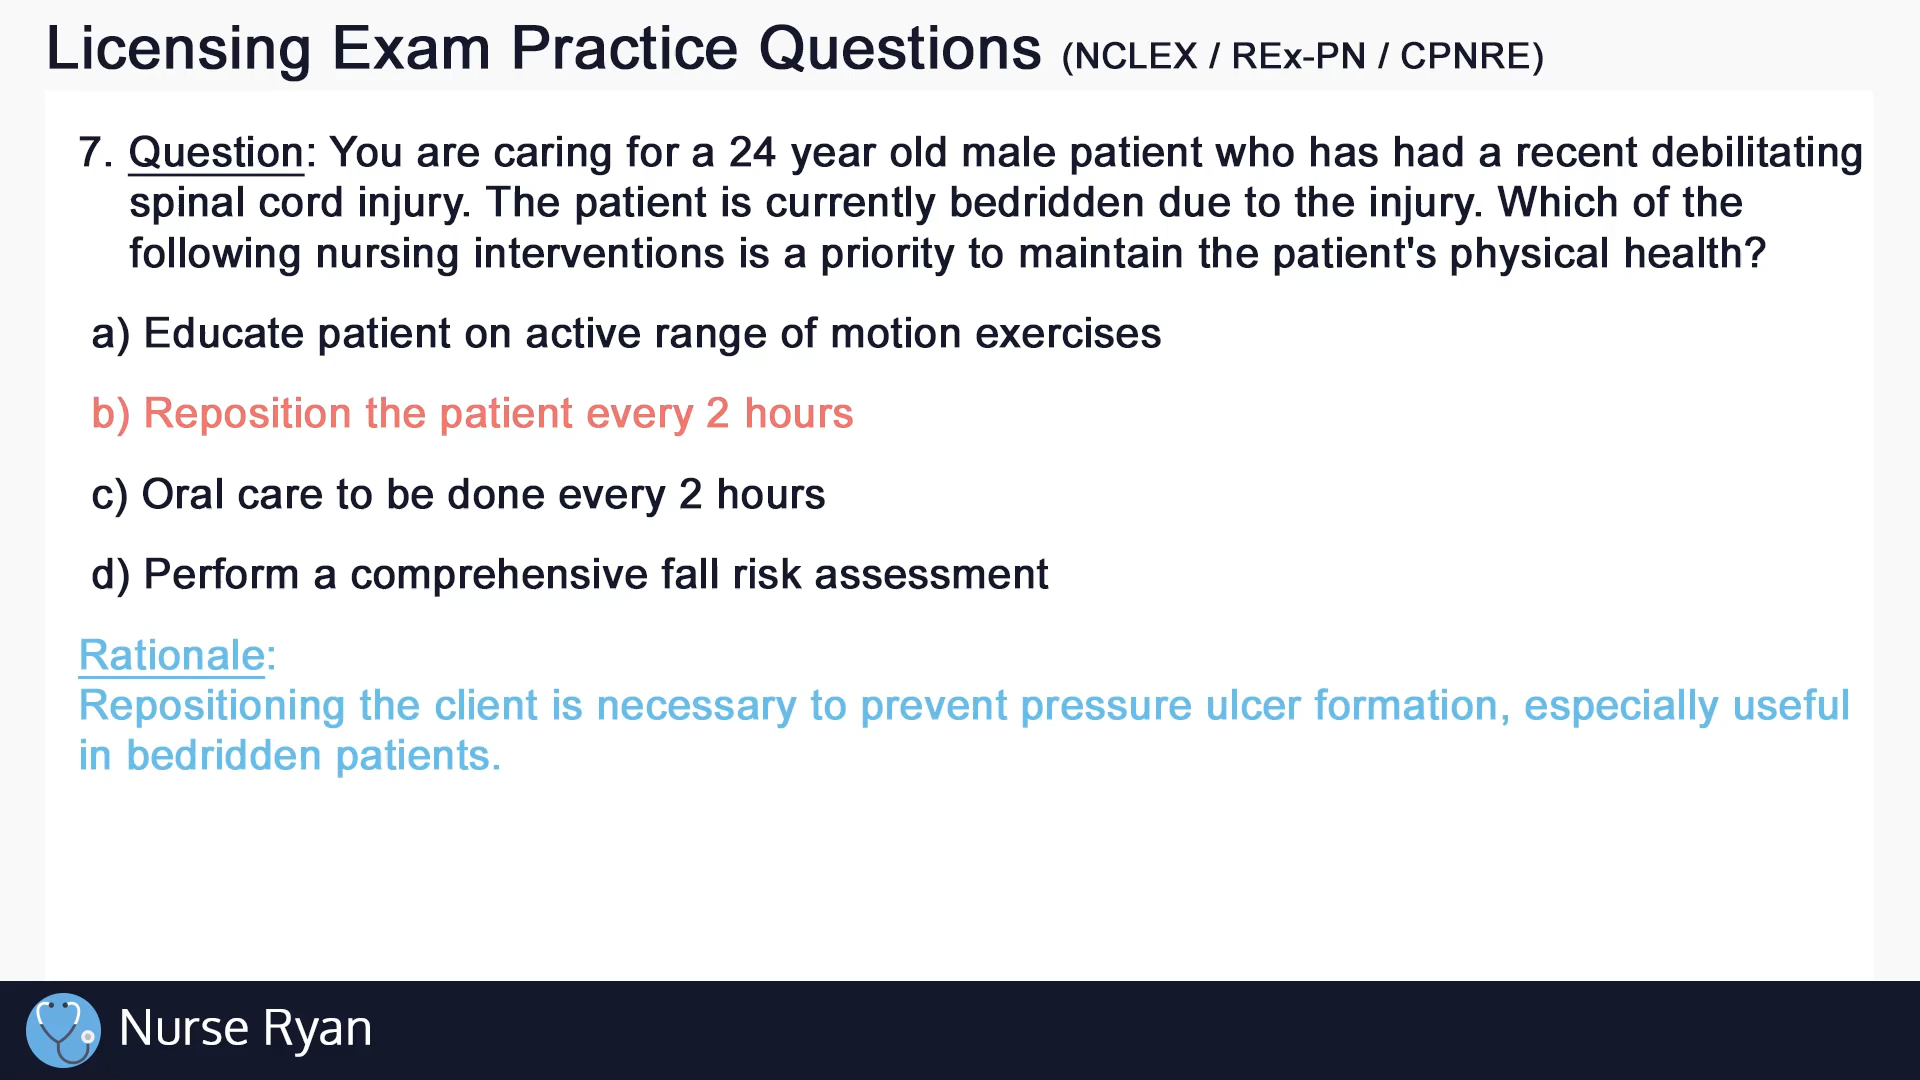 Licensing Exam Practice Questions (NCLEX / REx-PN / CPNRE)
7. Question: You are caring for a 24 year old male patient who has had a recent debilitating
spinal cord injury. The patient is currently bedridden due to the injury. Which of the
following nursing interventions is a priority to maintain the patient's physical health?
a) Educate patient on active range of motion exercises
b) Reposition the patient every 2 hours
c) Oral care to be done every 2 hours
d) Perform a comprehensive fall risk assessment
Rationale:
Repositioning the client is necessary to prevent pressure ulcer formation, especially useful
in bedridden patients.
Nurse Ryan